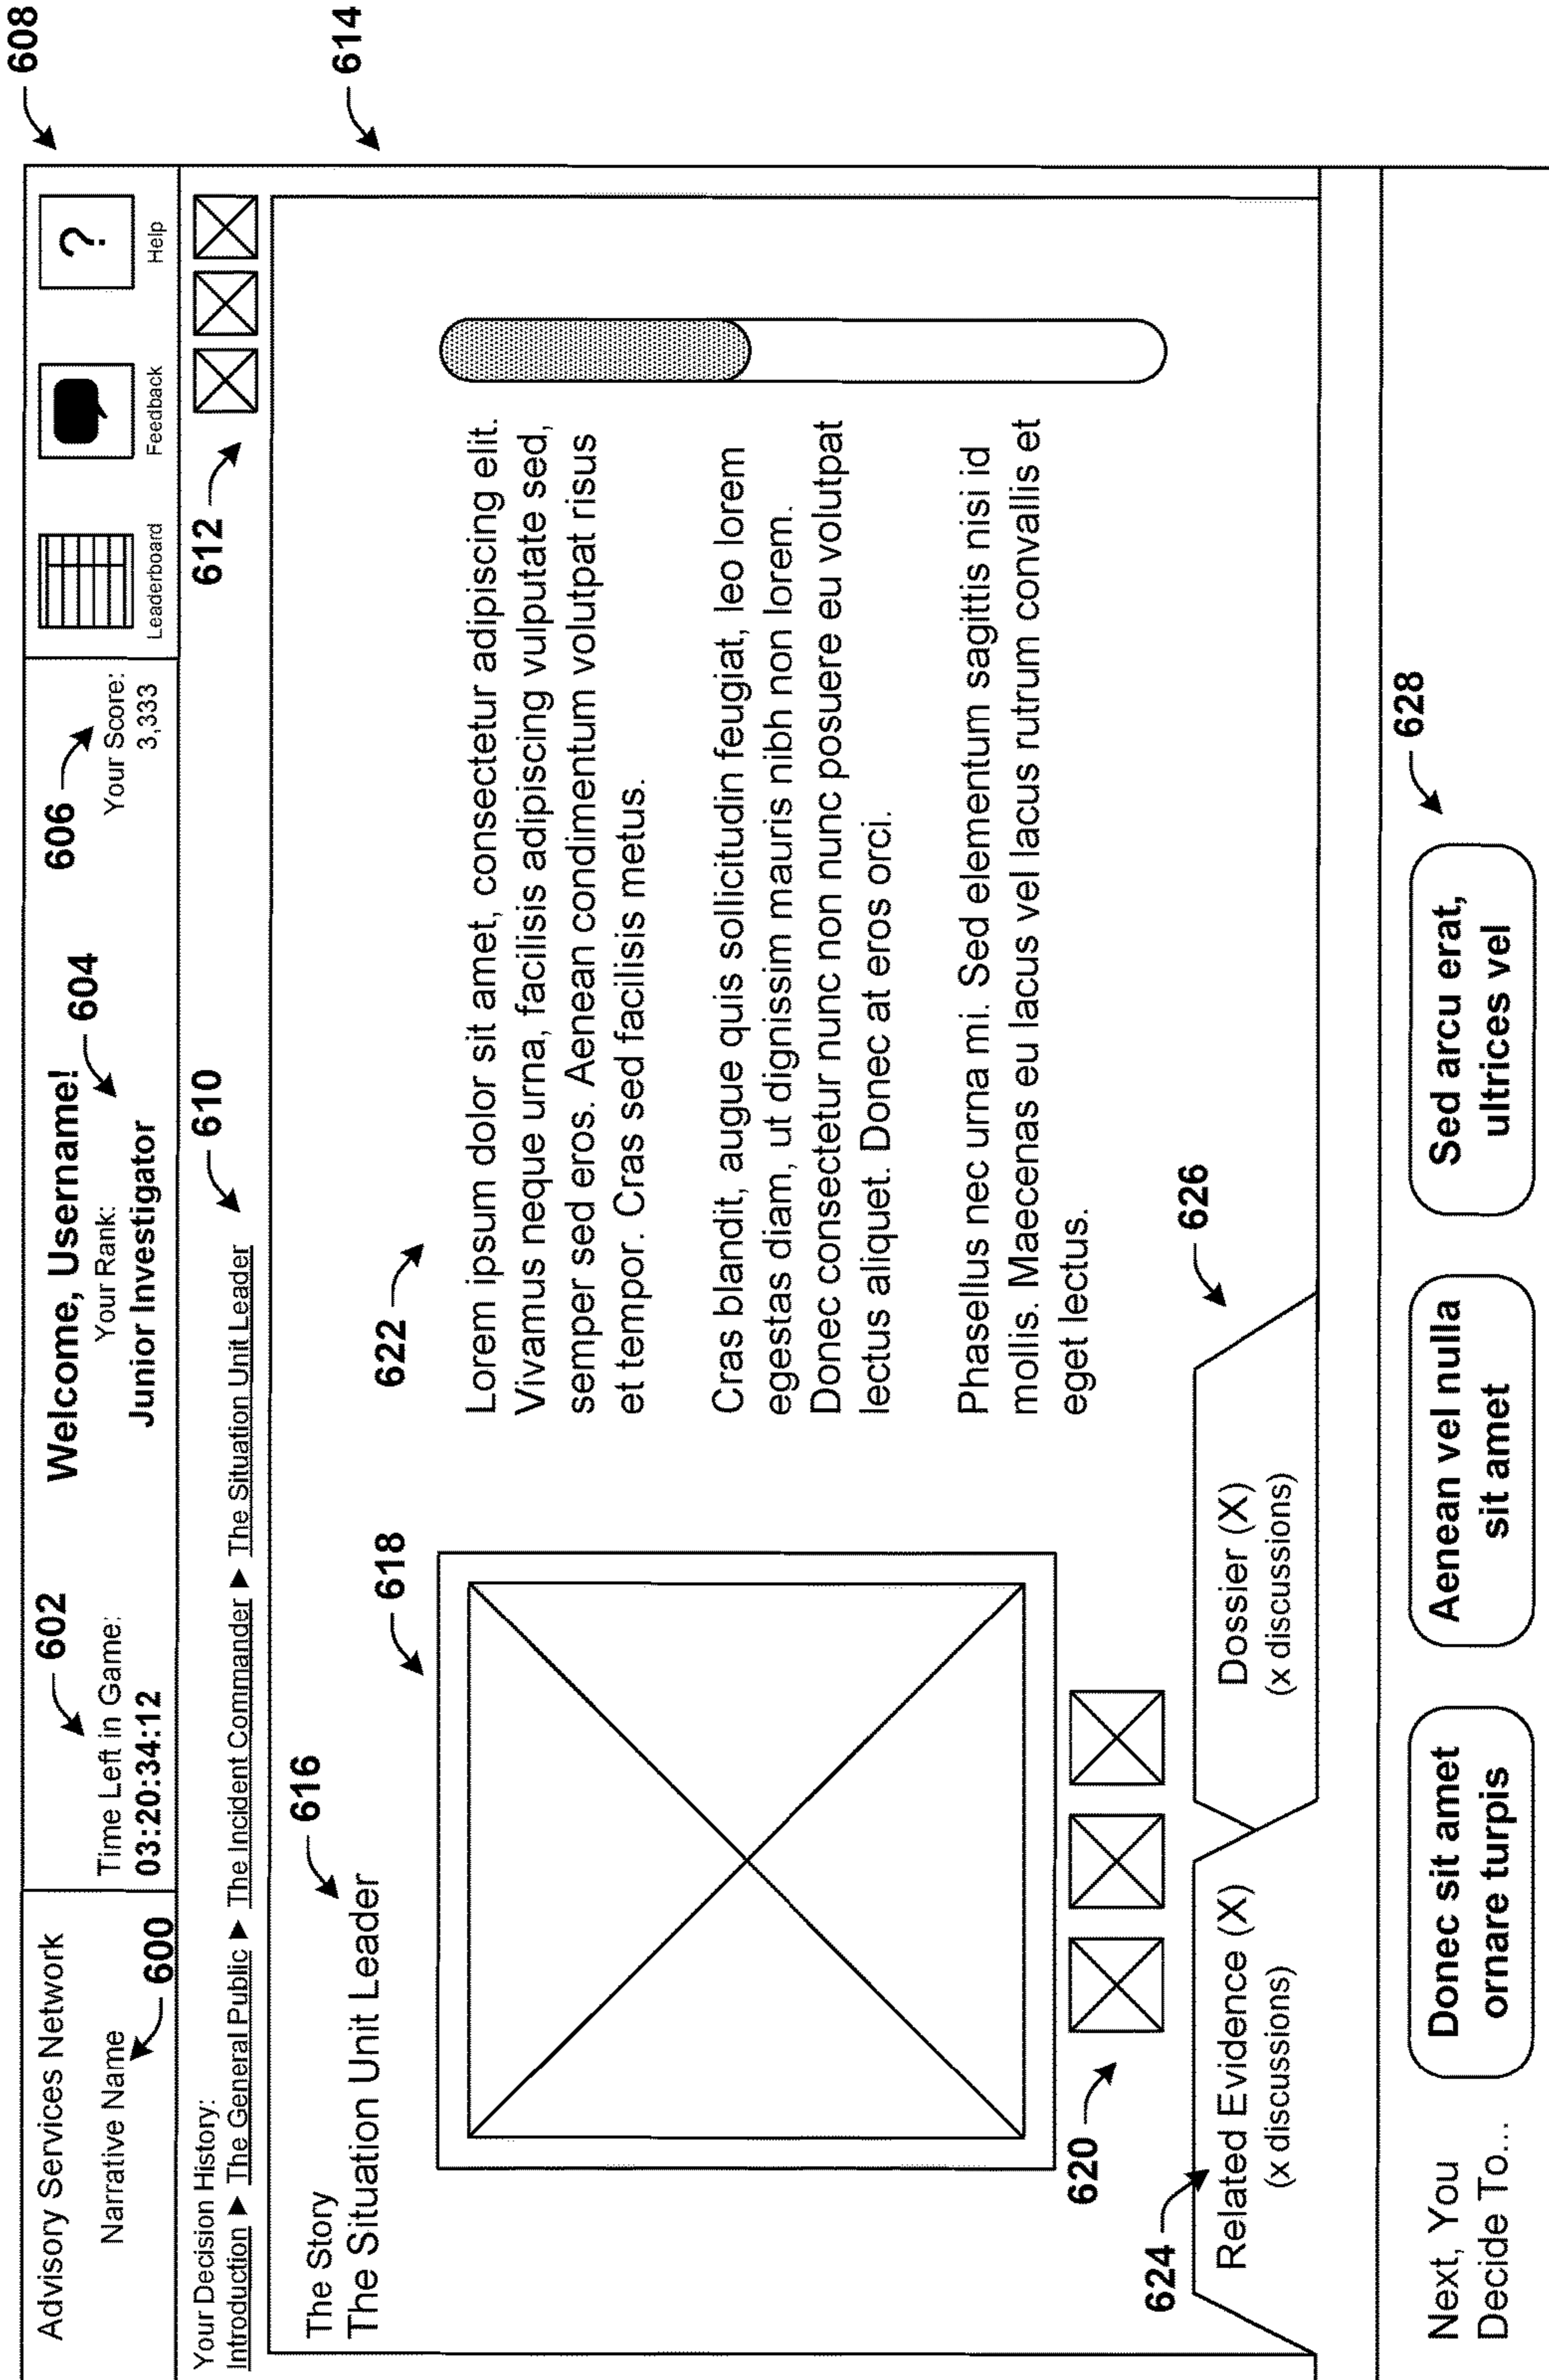 608
Advisory Services Network
Narrative Name
600
602
Time Left in Game:
03:20:34:12
Welcome, Username!
Your Rank:
604
Junior Investigator
606
Your Score:
3,333
Leaderboard
Feedback
?
Help
Your Decision History:
Introduction ▶ The General Public ▶ The Incident Commander ▶ The Situation Unit Leader
610
612
614
The Story
The Situation Unit Leader
616
618
620
622
Lorem ipsum dolor sit amet, consectetur adipiscing elit.
Vivamus neque urna, facilisis adipiscing vulputate sed,
semper sed eros. Aenean condimentum volutpat risus
et tempor. Cras sed facilisis metus.
Cras blandit, augue quis sollicitudin feugiat, leo lorem
egestas diam, ut dignissim mauris nibh non lorem.
Donec consectetur nunc non nunc posuere eu volutpat
lectus aliquet. Donec at eros orci.
Phasellus nec urna mi. Sed elementum sagittis nisi id
mollis. Maecenas eu lacus vel lacus rutrum convallis et
eget lectus.
624
Related Evidence (X)
(x discussions)
Dossier (X)
(x discussions)
626
Next, You
Decide To...
Donec sit amet
ornare turpis
Aenean vel nulla
sit amet
Sed arcu erat,
ultrices vel
628